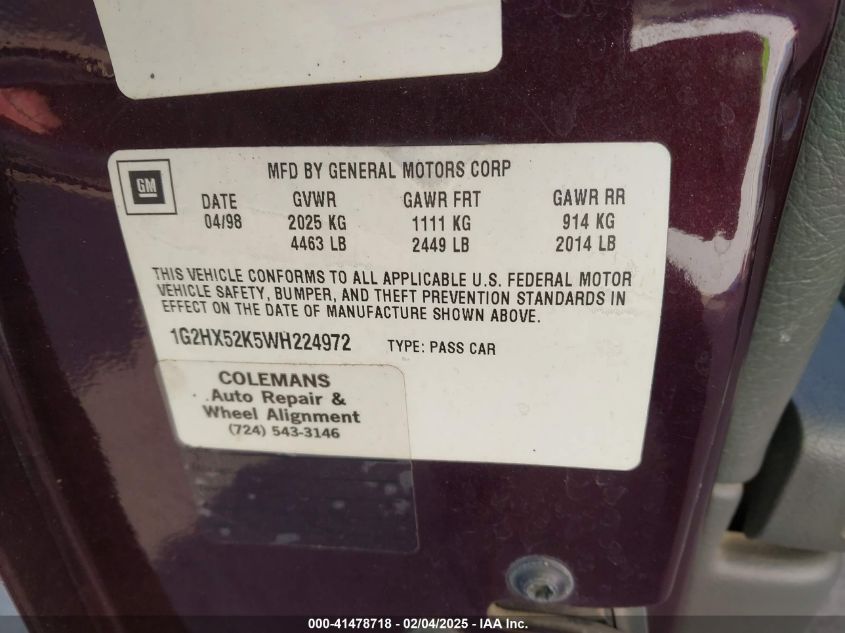 GM
MFD BY GENERAL MOTORS CORP
DATE GVWR GAWR FRT GAWR RR
04/98 2025 KG 1111 KG 914 KG
4463 LB 2449 LB 2014 LB
THIS VEHICLE CONFORMS TO ALL APPLICABLE U.S. FEDERAL MOTOR
VEHICLE SAFETY, BUMPER, AND THEFT PREVENTION STANDARDS IN
EFFECT ON THE DATE OF MANUFACTURE SHOWN ABOVE.
1G2HX52K5WH224972 TYPE: PASS CAR
COLEMANS
Auto Repair &
Wheel Alignment
(724) 543-3146
000-41478718 - 02/04/2025 - IAA Inc.